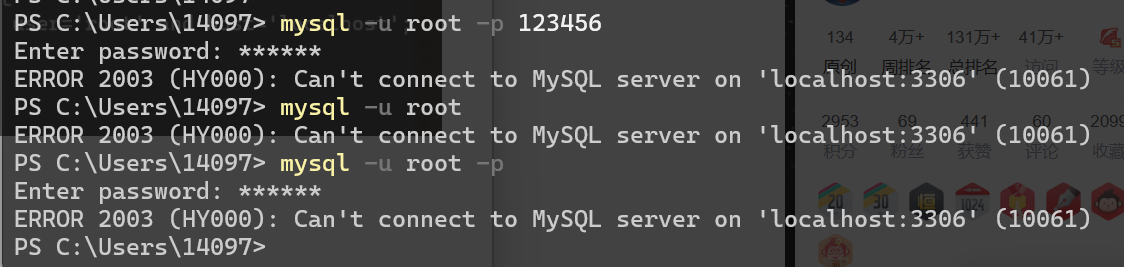 PS C:\Users\14097> mysql -u root -p 123456
Enter password: ******
ERROR 2003 (HY000): Can't connect to MySQL server on 'localhost:3306' (10061)
PS C:\Users\14097> mysql -u root
ERROR 2003 (HY000): Can't connect to MySQL server on 'localhost:3306' (10061)
PS C:\Users\14097> mysql -u root -p
Enter password: ******
ERROR 2003 (HY000): Can't connect to MySQL server on 'localhost:3306' (10061)
PS C:\Users\14097>
134 4万+ 131万+ 41万+
原创 周排名 总排名 访问 等级
2953 69 441 60 2099
积分 粉丝 获赞 评论 收藏
20 30 1024